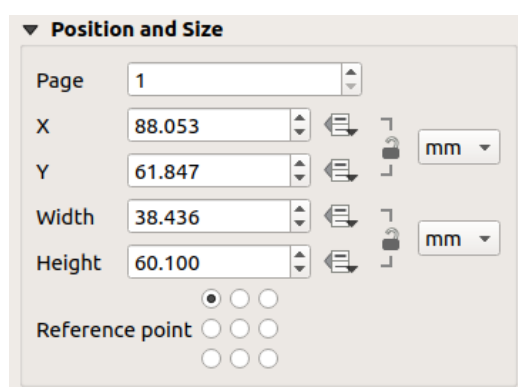 Position and Size
Page 1
X 88.053
mm
Y 61.847
Width 38.436
mm
Height 60.100
Reference point